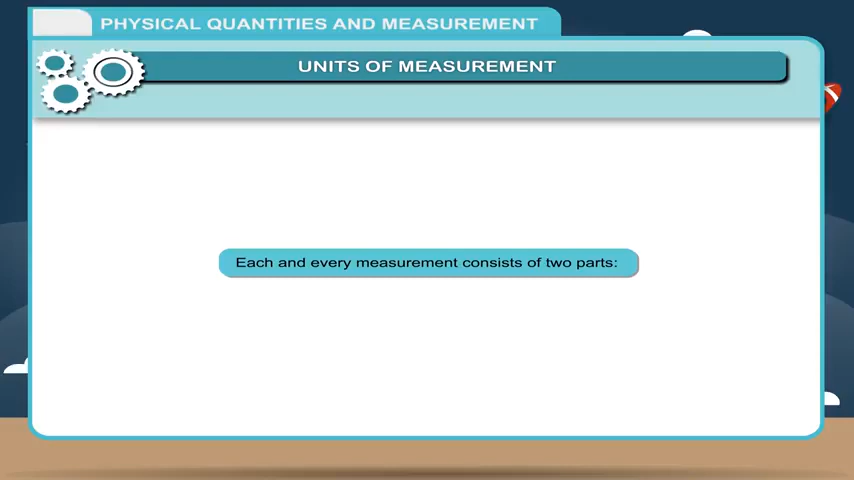 PHYSICAL QUANTITIES AND MEASUREMENT
UNITS OF MEASUREMENT
Each and every measurement consists of two parts: